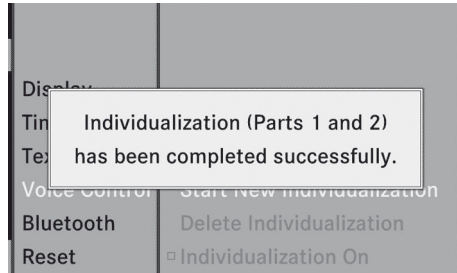 Display
Individualization (Parts 1 and 2)
has been completed successfully.
Voice Control Start New Individualization
Bluetooth Delete Individualization
Reset Individualization On